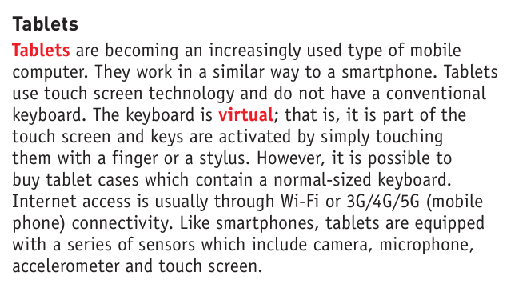 Tablets
Tablets are becoming an increasingly used type of mobile
computer. They work in a similar way to a smartphone. Tablets
use touch screen technology and do not have a conventional
keyboard. The keyboard is virtual; that is, it is part of the
touch screen and keys are activated by simply touching
them with a finger or a stylus. However, it is possible to
buy tablet cases which contain a normal-sized keyboard.
Internet access is usually through Wi-Fi or 3G/4G/5G (mobile
phone) connectivity. Like smartphones, tablets are equipped
with a series of sensors which include camera, microphone,
accelerometer and touch screen.